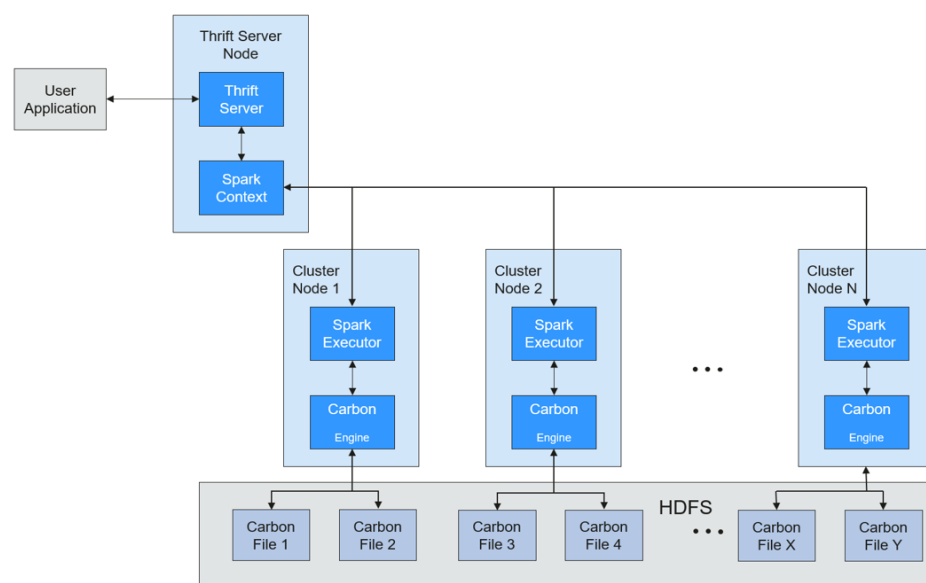 Thrift Server
Node
User
Application
Thrift
Server
Spark
Context
Cluster
Node 1
Spark
Executor
Carbon
Engine
Cluster
Node 2
Spark
Executor
Carbon
Engine
...
Cluster
Node N
Spark
Executor
Carbon
Engine
HDFS
Carbon
File 1
Carbon
File 2
Carbon
File 3
Carbon
File 4
...
Carbon
File X
Carbon
File Y